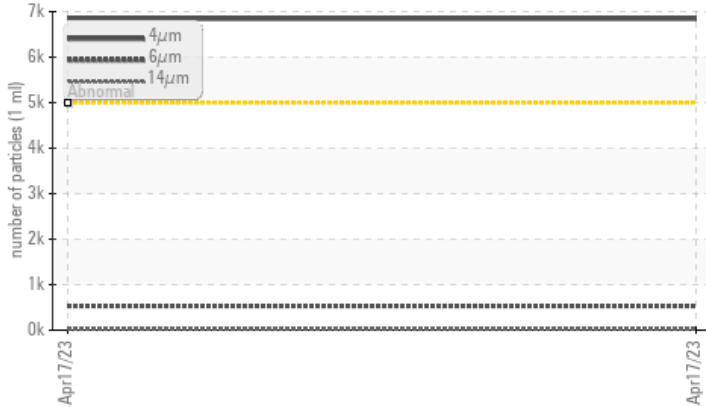 7k
6k
5k
4k
3k
2k
1k
0k
number of particles (1 ml)
4μm
6μm
14μm
Abnormal
Apr17/23
Apr17/23